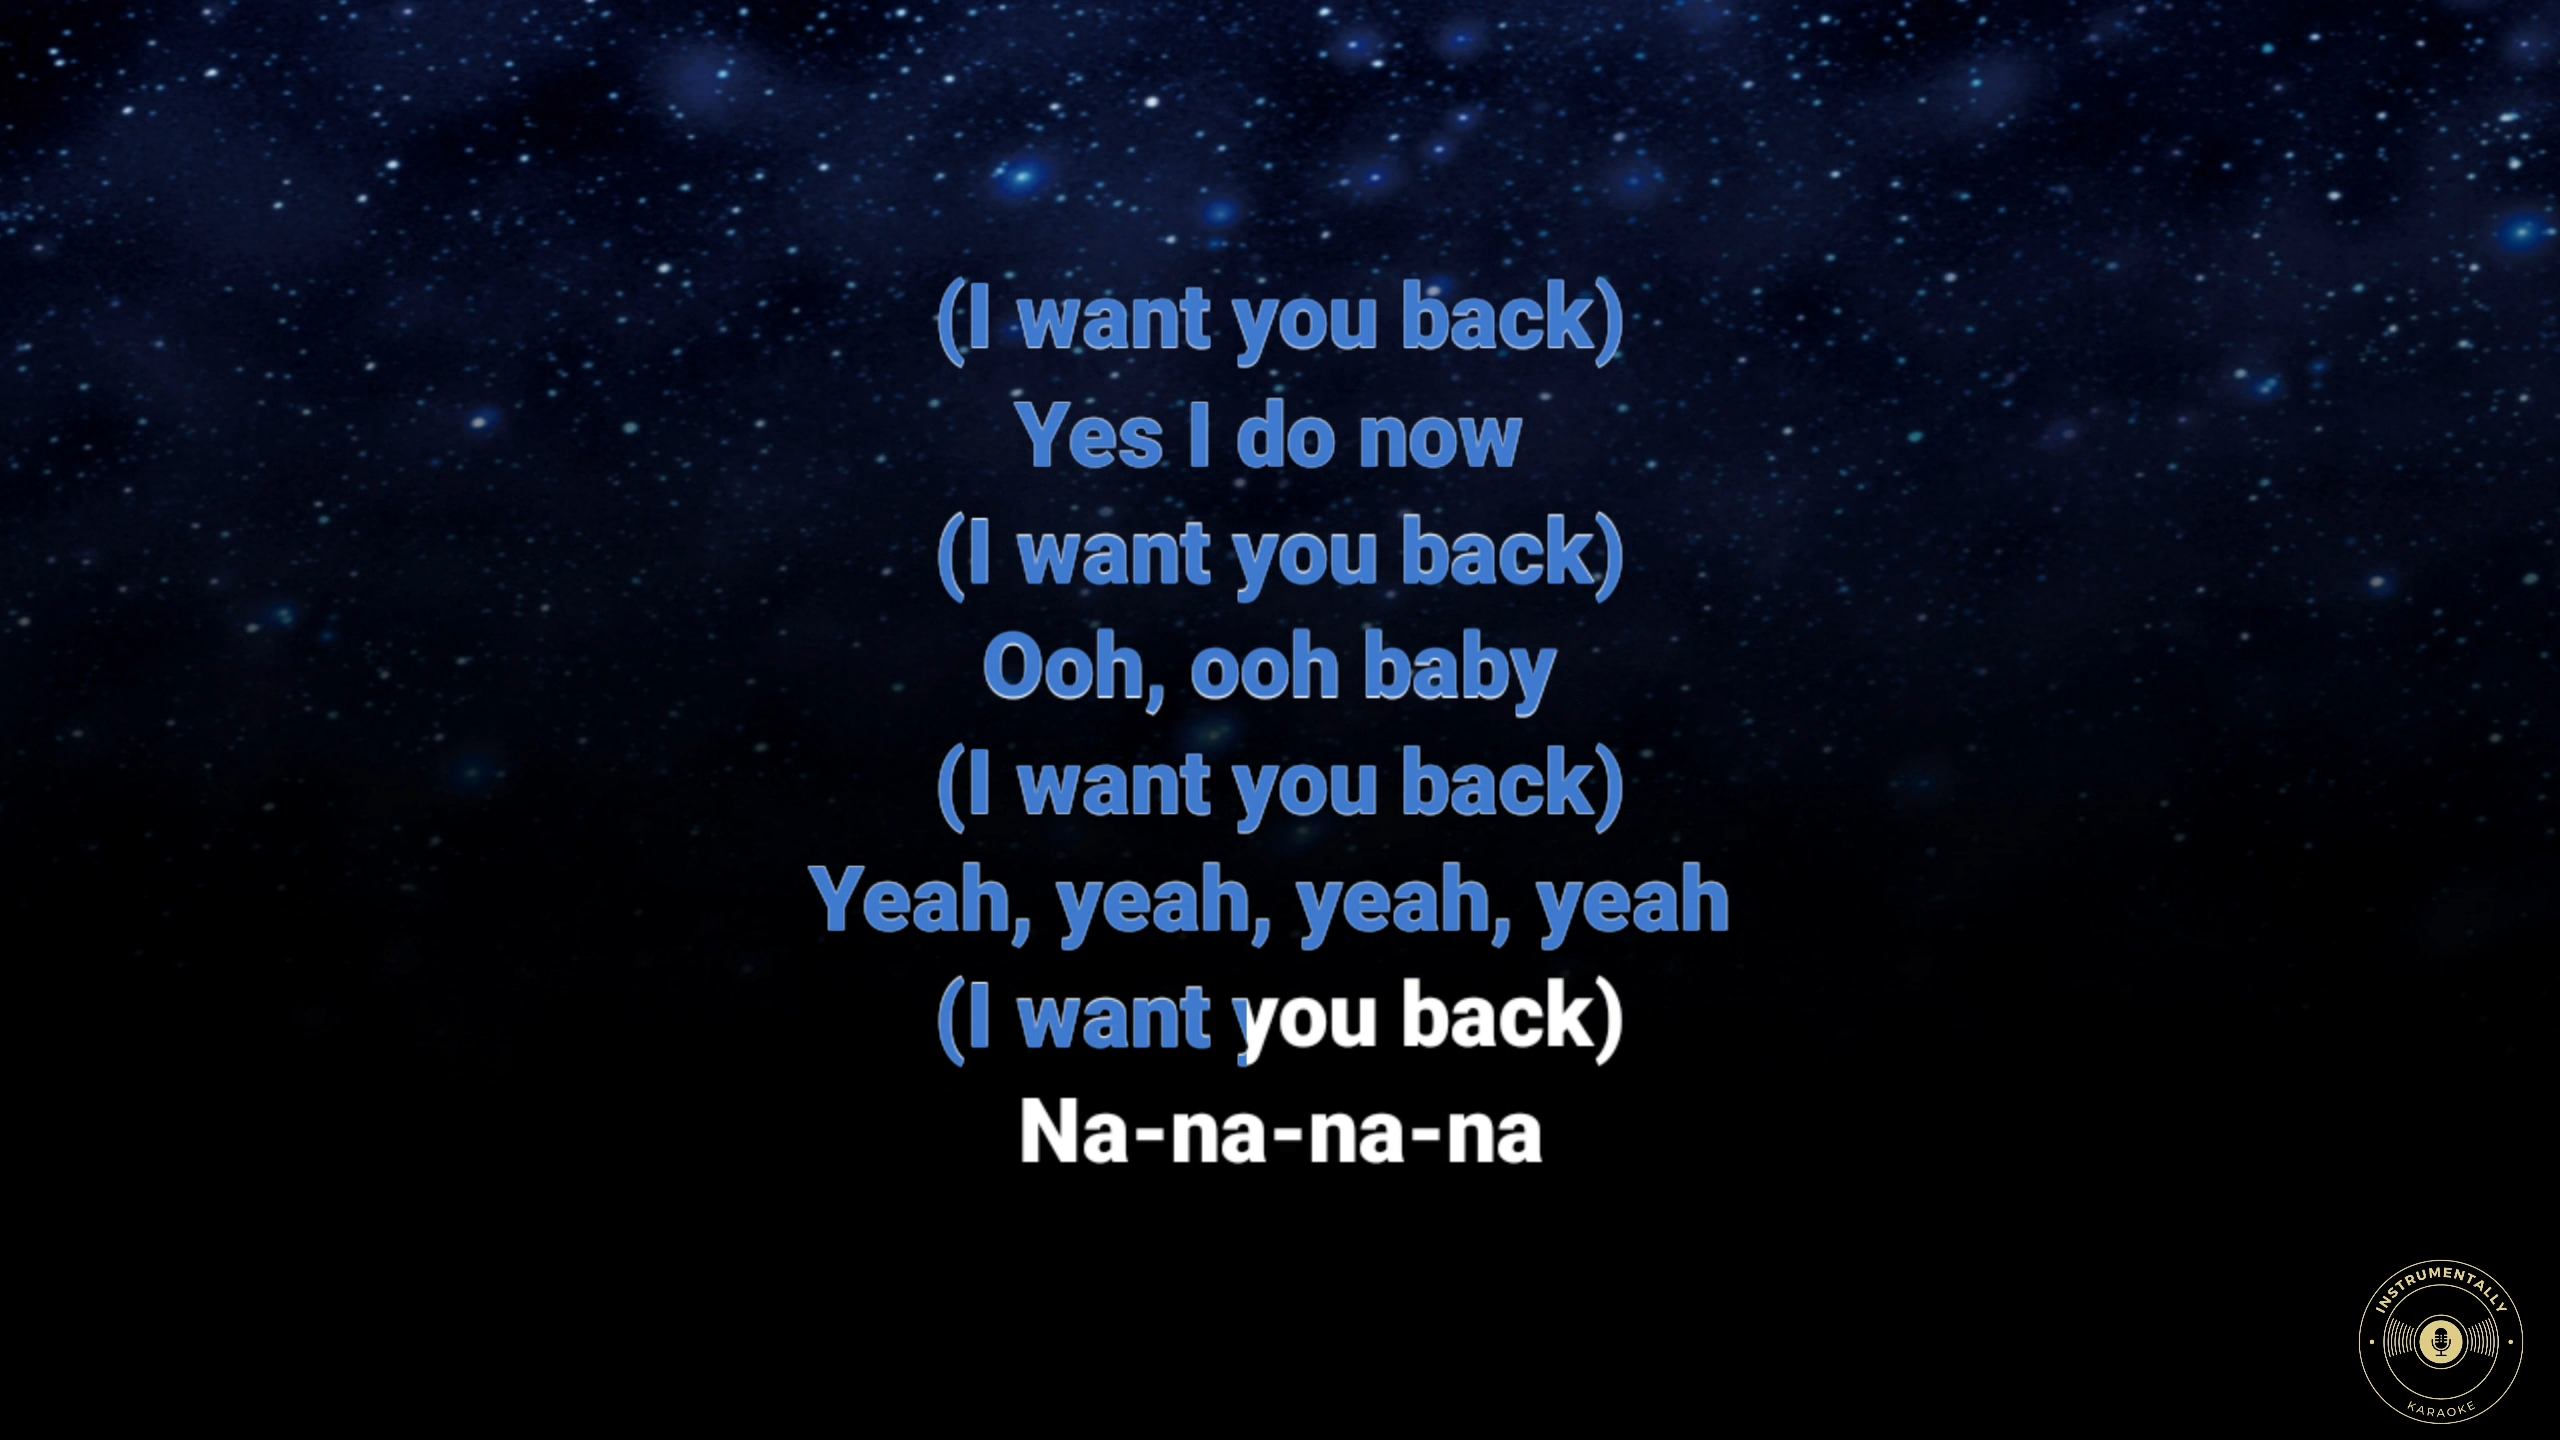 (I want you back)
Yes I do now
(I want you back)
Ooh, ooh baby
(I want you back)
Yeah, yeah, yeah, yeah
(I want you back)
Na-na-na-na
INSTRUMENTALLY
KARAOKE